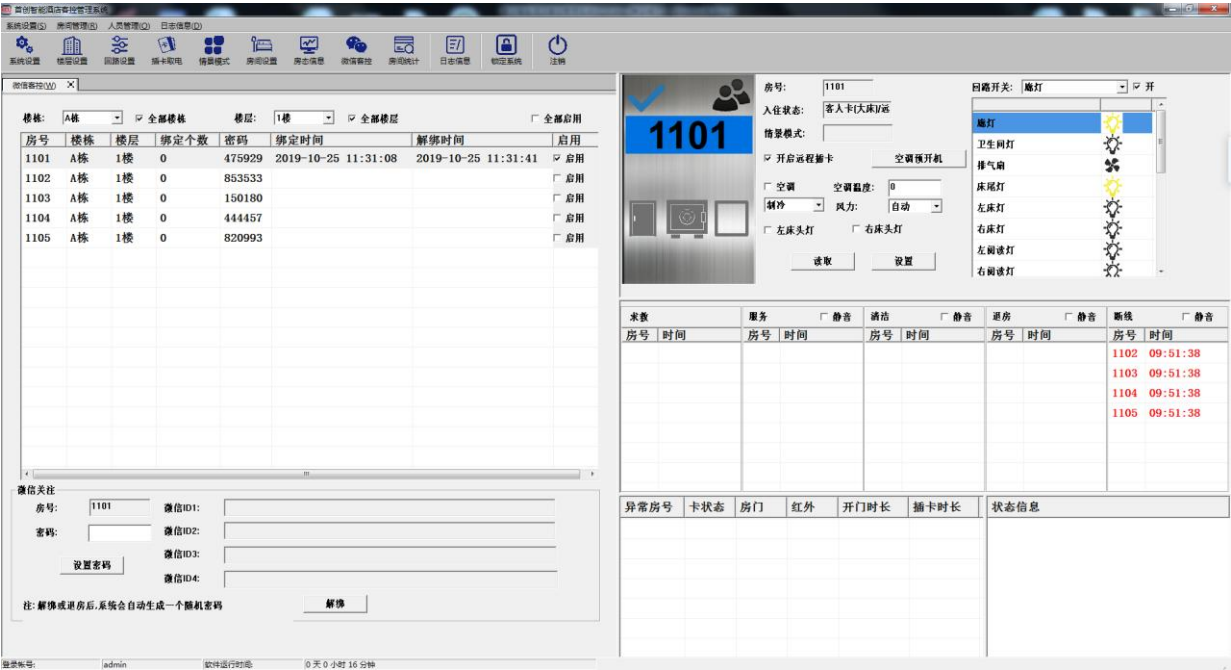 首创智能酒店客控管理系统
系统设置(S) 房间管理(R) 人员管理(O) 日志信息(D)
系统设置 楼层设置 回路设置 插卡取电 情景模式 房间设置 房态信息 微信客控 房间统计 日志信息 锁定系统 注销
微信客控(W)
楼栋: A栋 全部楼栋 楼层: 1楼 全部楼层 全部启用
房号 楼栋 楼层 绑定个数 密码 绑定时间 解绑时间 启用
1101 A栋 1楼 0 475929 2019-10-25 11:31:08 2019-10-25 11:31:41 启用
1102 A栋 1楼 0 853533 启用
1103 A栋 1楼 0 150180 启用
1104 A栋 1楼 0 444457 启用
1105 A栋 1楼 0 820993 启用
微信关注
房号: 1101 微信ID1:
密码: 微信ID2:
设置密码 微信ID3:
微信ID4:
注:解绑或退房后,系统会自动生成一个随机密码 解绑
1101
房号: 1101
入住状态: 客人卡[大床]/远
情景模式:
开启远程插卡 空调预开机
空调 空调温度: 0
制冷 风力: 自动
左床头灯 右床头灯
读取 设置
回路开关: 廊灯 开
廊灯
卫生间灯
排气扇
床尾灯
左床灯
右床灯
左阅读灯
右阅读灯
求救 服务 静音 清洁 静音 退房 静音 断线 静音
房号 时间 房号 时间 房号 时间 房号 时间 房号 时间
1102 09:51:38
1103 09:51:38
1104 09:51:38
1105 09:51:38
异常房号 卡状态 房门 红外 开门时长 插卡时长 状态信息
登录帐号: admin 软件运行时间: 0 天 0 小时 16 分钟